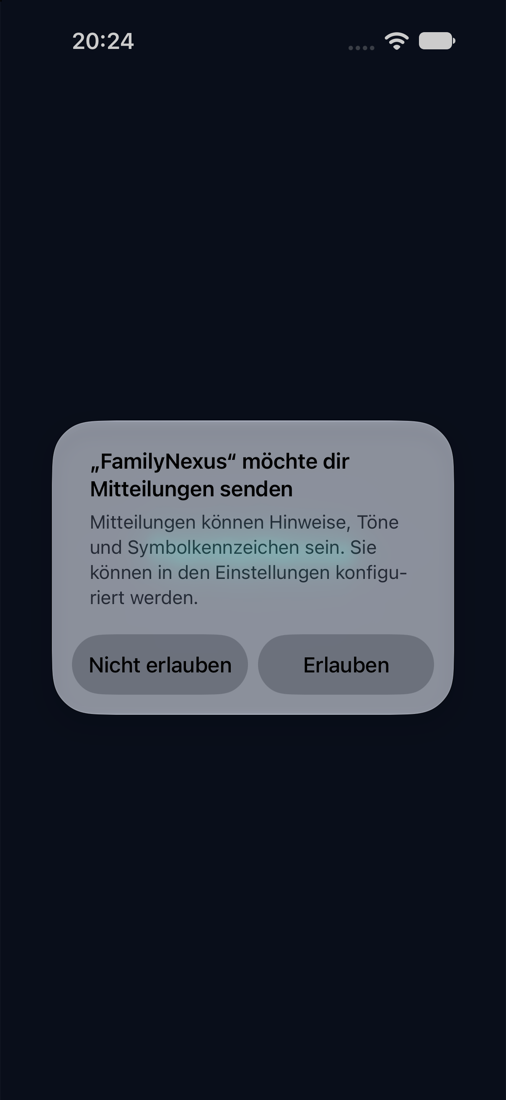 20:24
„FamilyNexus“ möchte dir
Mitteilungen senden
Mitteilungen können Hinweise, Töne
und Symbolkennzeichen sein. Sie
können in den Einstellungen konfigu-
riert werden.
Nicht erlauben
Erlauben